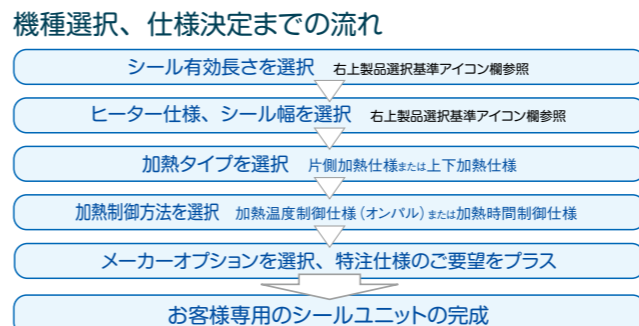 機種選択、仕様決定までの流れ
シール有効長さを選択 右上製品選択基準アイコン欄参照
ヒーター仕様、シール幅を選択 右上製品選択基準アイコン欄参照
加熱タイプを選択 片側加熱仕様または上下加熱仕様
加熱制御方法を選択 加熱温度制御仕様(オンパル)または加熱時間制御仕様
メーカーオプションを選択、特注仕様のご要望をプラス
お客様専用のシールユニットの完成